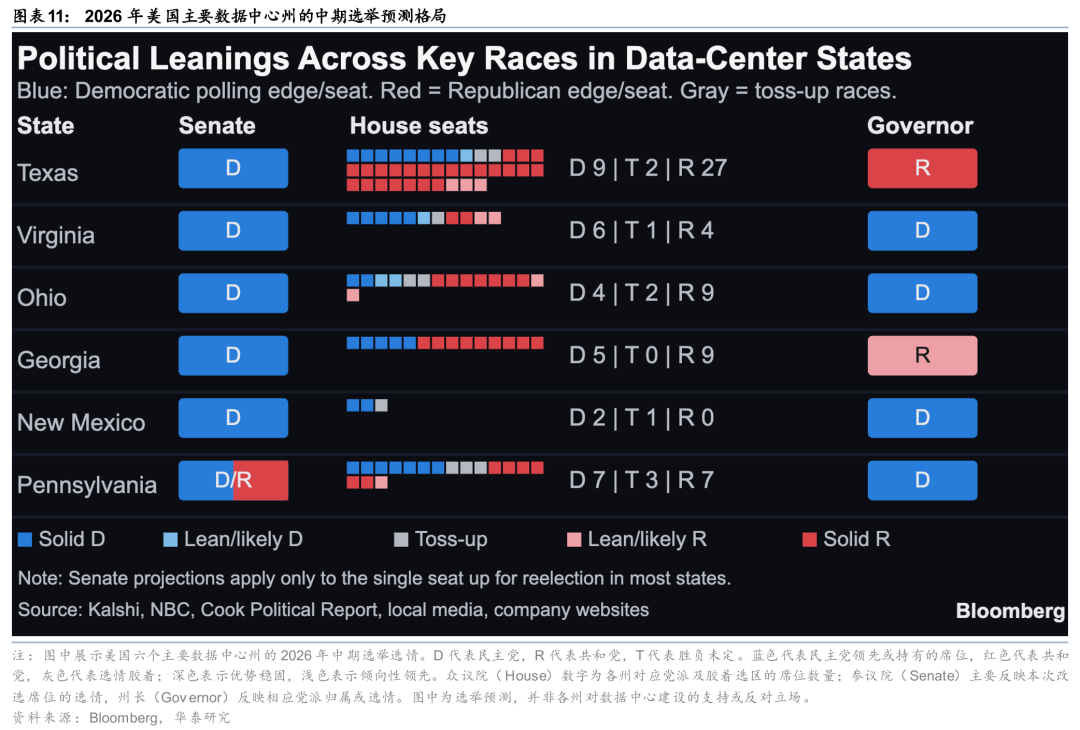 图表11： 2026 年美国主要数据中心州的中期选举预测格局
Political Leanings Across Key Races in Data-Center States
Blue: Democratic polling edge/seat. Red = Republican edge/seat. Gray = toss-up races.
State Senate House seats Governor
Texas D D 9 | T 2 | R 27 R
Virginia D D 6 | T 1 | R 4 D
Ohio D D 4 | T 2 | R 9 D
Georgia D D 5 | T 0 | R 9 R
New Mexico D D 2 | T 1 | R 0 D
Pennsylvania D/R D 7 | T 3 | R 7 D
Solid D Lean/likely D Toss-up Lean/likely R Solid R
Note: Senate projections apply only to the single seat up for reelection in most states.
Source: Kalshi, NBC, Cook Political Report, local media, company websites Bloomberg
注：图中展示美国六个主要数据中心州的 2026 年中期选举选情。D 代表民主党，R 代表共和党，T 代表胜负未定。蓝色代表民主党领先或持有的席位，红色代表共和
党，灰色代表选情胶着；深色表示优势稳固，浅色表示倾向性领先。众议院（House）数字为各州对应党派及胶着选区的席位数量；参议院（Senate）主要反映本次改
选席位的选情，州长（Governor）反映相应党派归属或选情。图中为选举预测，并非各州对数据中心建设的支持或反对立场。
资料来源：Bloomberg，华泰研究